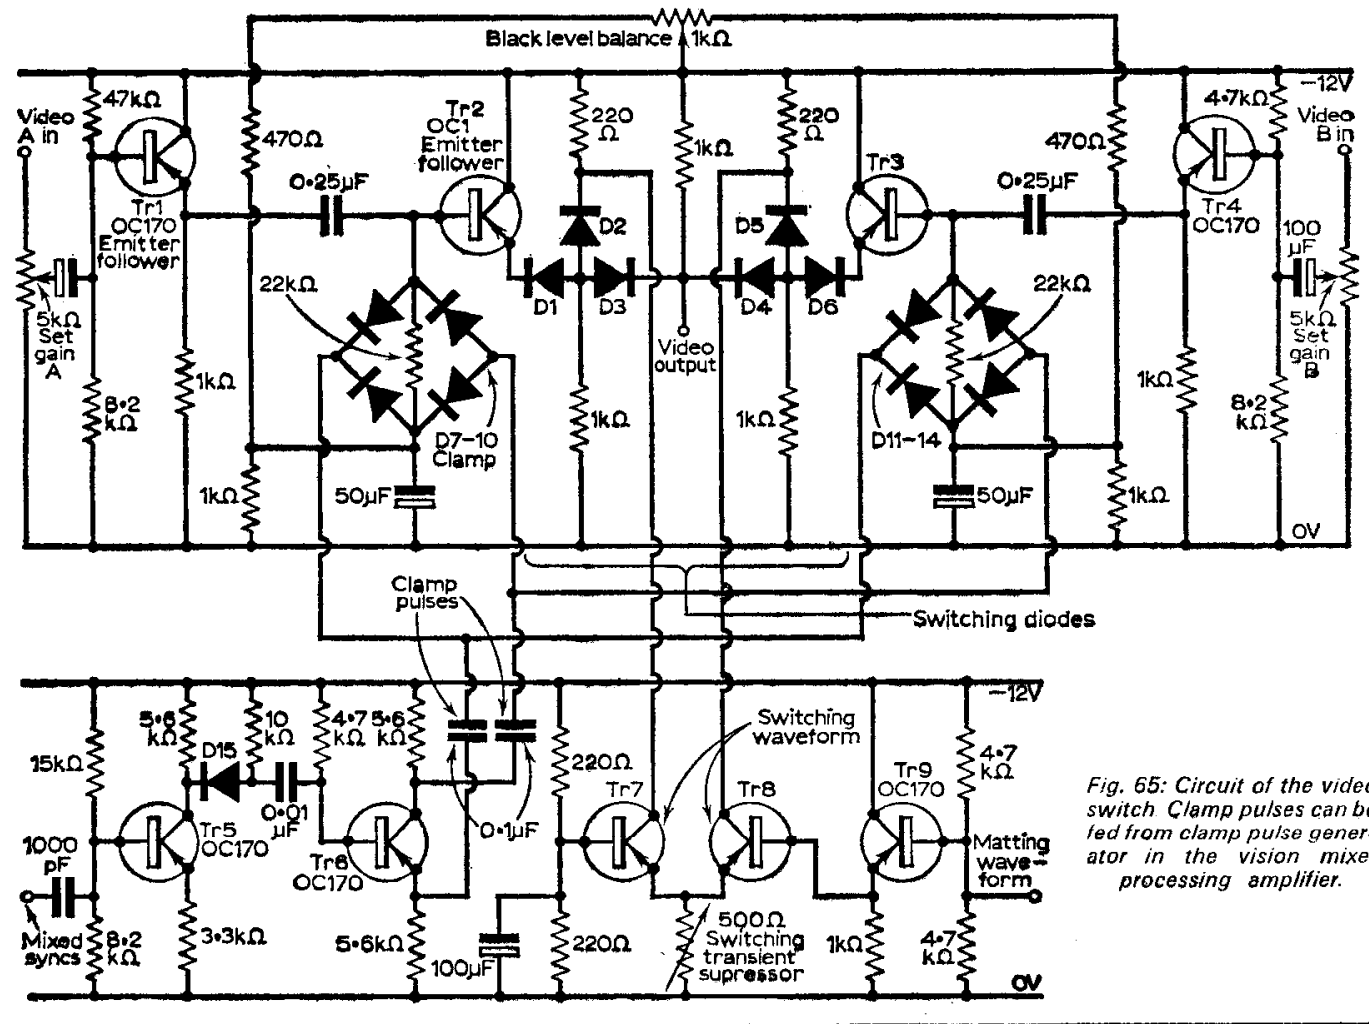 Black level balance
1kΩ
−12V
Video
A in
47kΩ
Tr1
OC170
Emitter
follower
470Ω
0·25µF
Tr2
OC1
Emitter
follower
220
Ω
1kΩ
220
Ω
Tr3
0·25µF
470Ω
4·7kΩ
Video
B in
Tr4
OC170
100
µF
5kΩ
Set
gain
A
22kΩ
D2
D1
D3
D5
D4
D6
Video
output
22kΩ
5kΩ
Set
gain
B
8·2
kΩ
1kΩ
1kΩ
50µF
D7-10
Clamp
1kΩ
1kΩ
D11-14
50µF
1kΩ
1kΩ
8·2
kΩ
0V
Clamp
pulses
Switching diodes
−12V
15kΩ
5·6
kΩ
D15
10
kΩ
4·7
kΩ
5·6
kΩ
0·01
µF
Tr5
OC170
Tr6
OC170
0·1µF
220Ω
Tr7
Switching
waveform
Tr8
Tr9
OC170
4·7
kΩ
Matting
wave-
form
1000
pF
Mixed
syncs
8·2
kΩ
3·3kΩ
5·6kΩ
100µF
220Ω
500Ω
Switching
transient
supressor
1kΩ
4·7
kΩ
0V
Fig. 65: Circuit of the video
switch Clamp pulses can be
fed from clamp pulse gener-
ator in the vision mixe
processing amplifier.